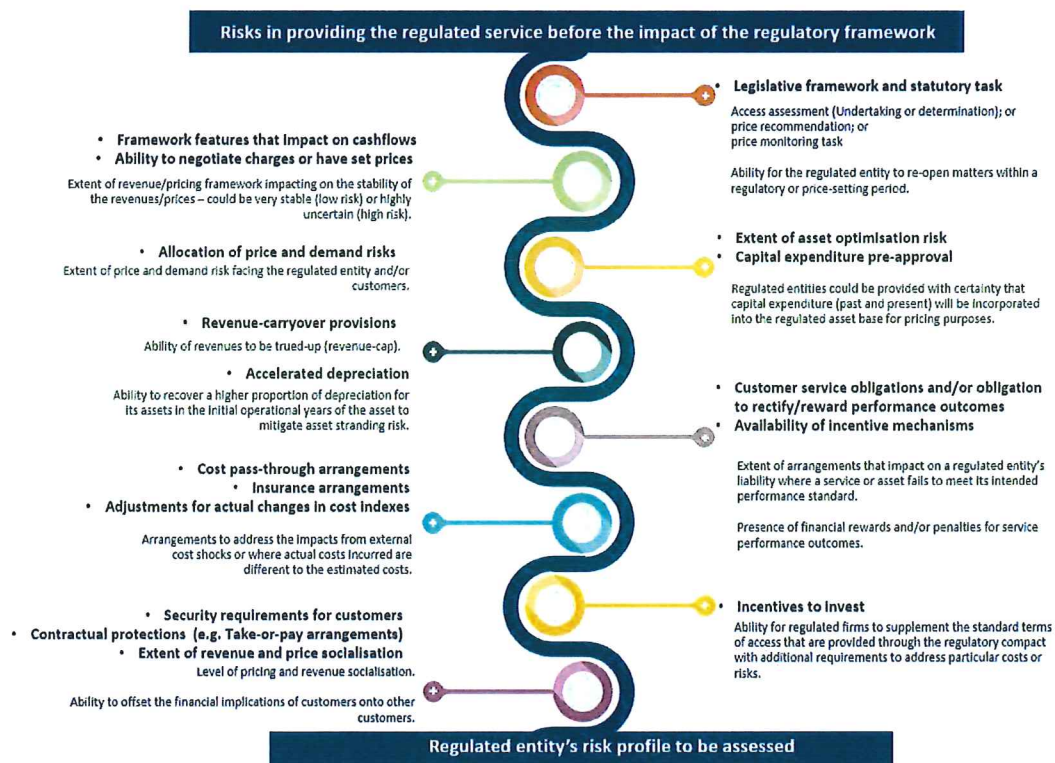 Risks in providing the regulated service before the impact of the regulatory framework
• Legislative framework and statutory task
Access assessment (Undertaking or determination); or
price recommendation; or
price monitoring task
Ability for the regulated entity to re-open matters within a
regulatory or price-setting period.
• Framework features that impact on cashflows
• Ability to negotiate charges or have set prices
Extent of revenue/pricing framework impacting on the stability of
the revenues/prices – could be very stable (low risk) or highly
uncertain (high risk).
• Extent of asset optimisation risk
• Capital expenditure pre-approval
Regulated entities could be provided with certainty that
capital expenditure (past and present) will be incorporated
into the regulated asset base for pricing purposes.
• Allocation of price and demand risks
Extent of price and demand risk facing the regulated entity and/or
customers.
• Revenue-carryover provisions
Ability of revenues to be trued-up (revenue-cap).
• Accelerated depreciation
Ability to recover a higher proportion of depreciation for
its assets in the initial operational years of the asset to
mitigate asset stranding risk.
• Customer service obligations and/or obligation
to rectify/reward performance outcomes
• Availability of incentive mechanisms
Extent of arrangements that impact on a regulated entity's
liability where a service or asset fails to meet its intended
performance standard.
Presence of financial rewards and/or penalties for service
performance outcomes.
• Cost pass-through arrangements
• Insurance arrangements
• Adjustments for actual changes in cost indexes
Arrangements to address the impacts from external
cost shocks or where actual costs incurred are
different to the estimated costs.
• Incentives to invest
Ability for regulated firms to supplement the standard terms
of access that are provided through the regulatory compact
with additional requirements to address particular costs or
risks.
• Security requirements for customers
• Contractual protections (e.g. Take-or-pay arrangements)
• Extent of revenue and price socialisation
Level of pricing and revenue socialisation.
Ability to offset the financial implications of customers onto other
customers.
Regulated entity's risk profile to be assessed